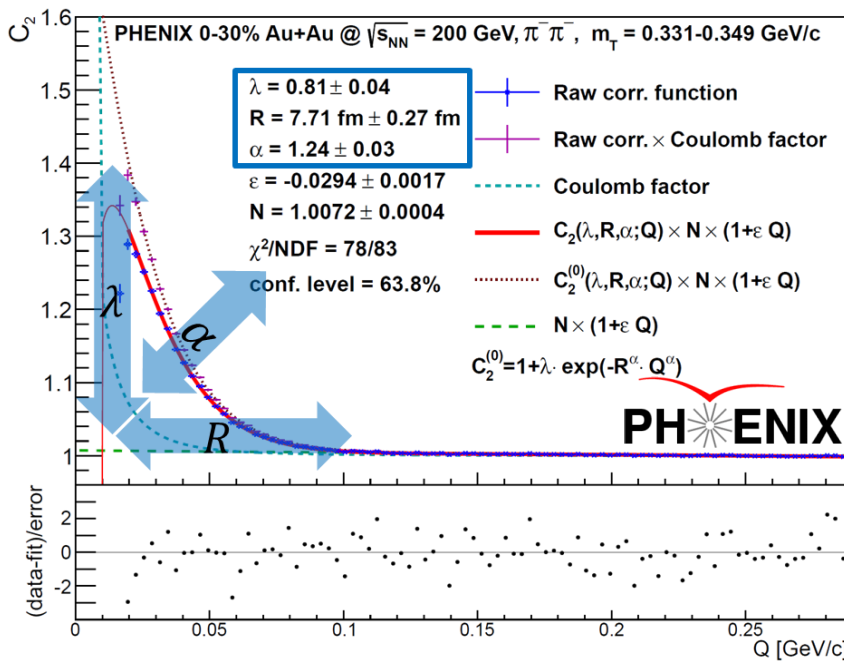 C₂
1.6
1.5
1.4
1.3
1.2
1.1
1
PHENIX 0-30% Au+Au @ √s_NN = 200 GeV, π⁻π⁻, m_T = 0.331-0.349 GeV/c
λ = 0.81 ± 0.04
R = 7.71 fm ± 0.27 fm
α = 1.24 ± 0.03
ε = -0.0294 ± 0.0017
N = 1.0072 ± 0.0004
χ²/NDF = 78/83
conf. level = 63.8%
Raw corr. function
Raw corr. × Coulomb factor
Coulomb factor
C₂(λ,R,α;Q) × N × (1+ε Q)
C₂⁽⁰⁾(λ,R,α;Q) × N × (1+ε Q)
N × (1+ε Q)
C₂⁽⁰⁾=1+λ· exp(-R^α· Q^α)
λ
α
R
PHENIX
(data-fit)/error
2
0
-2
0 0.05 0.1 0.15 0.2 0.25
Q [GeV/c]